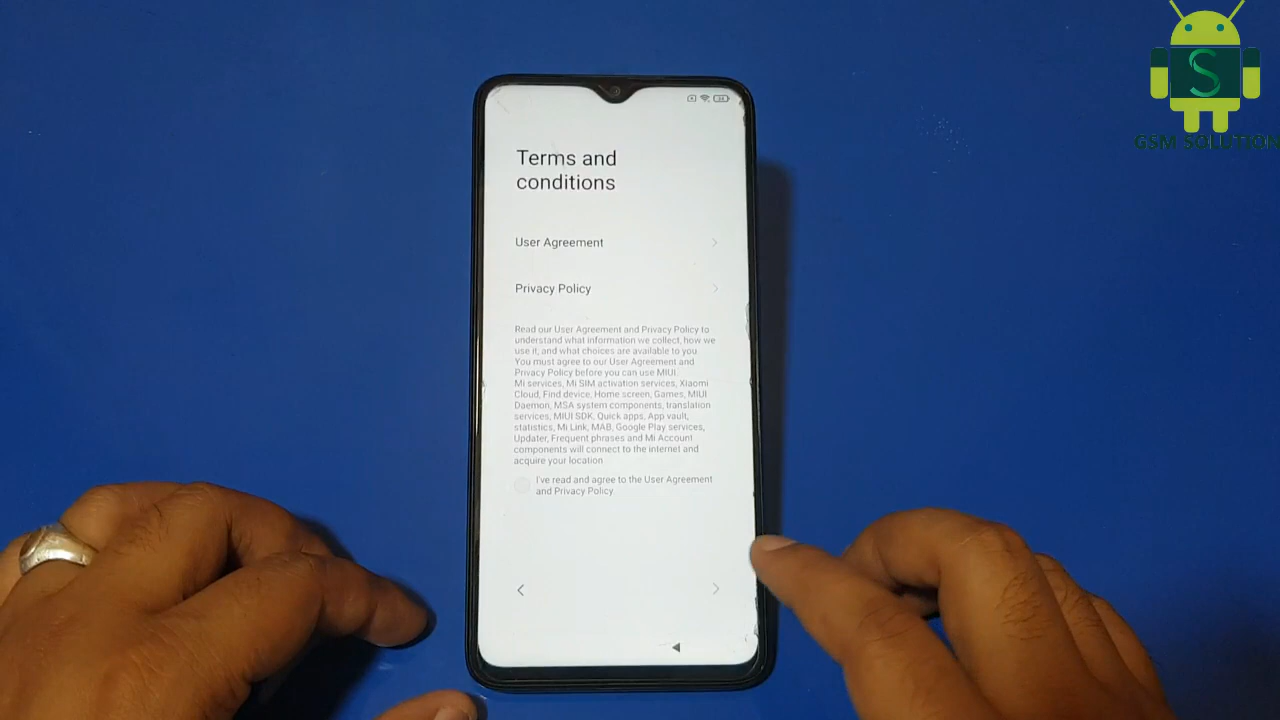 Terms and
conditions
User Agreement
Privacy Policy
Read our User Agreement and Privacy Policy to
understand what information we collect, how we
use it, and what choices are available to you
You must agree to our User Agreement and
Privacy Policy before you can use MIUI.
Mi services, Mi SIM activation services, Xiaomi
Cloud, Find device, Home screen, Games, MIUI
Daemon, MSA system components, translation
services, MIUI SDK, Quick apps, App vault,
statistics, Mi Link, MAB, Google Play services,
Updater, Frequent phrases and Mi Account
components will connect to the internet and
acquire your location
I've read and agree to the User Agreement
and Privacy Policy
S
GSM SOLUTION